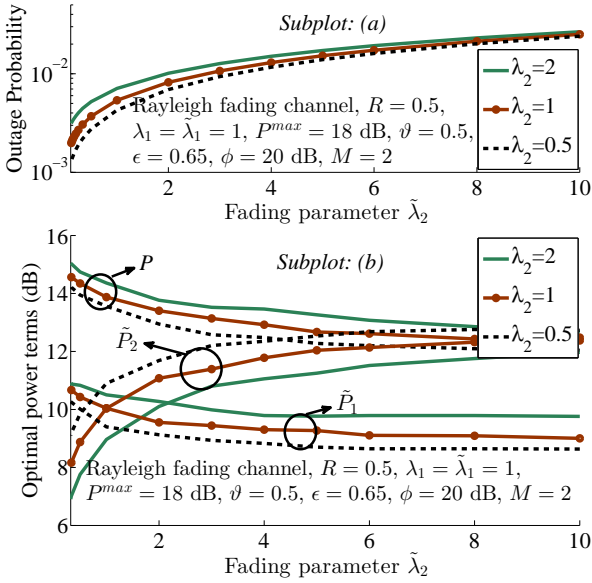 Subplot: (a)
Outage Probability
10⁻²
10⁻³
λ₂=2
λ₂=1
λ₂=0.5
Rayleigh fading channel, R = 0.5,
λ₁ = λ̃₁ = 1, Pᵐᵃˣ = 18 dB, ϑ = 0.5,
ϵ = 0.65, ϕ = 20 dB, M = 2
2 4 6 8 10
Fading parameter λ̃₂
Subplot: (b)
Optimal power terms (dB)
16
14
12
10
8
6
P
P̃₂
P̃₁
λ₂=2
λ₂=1
λ₂=0.5
Rayleigh fading channel, R = 0.5, λ₁ = λ̃₁ = 1,
Pᵐᵃˣ = 18 dB, ϑ = 0.5, ϵ = 0.65, ϕ = 20 dB, M = 2
2 4 6 8 10
Fading parameter λ̃₂